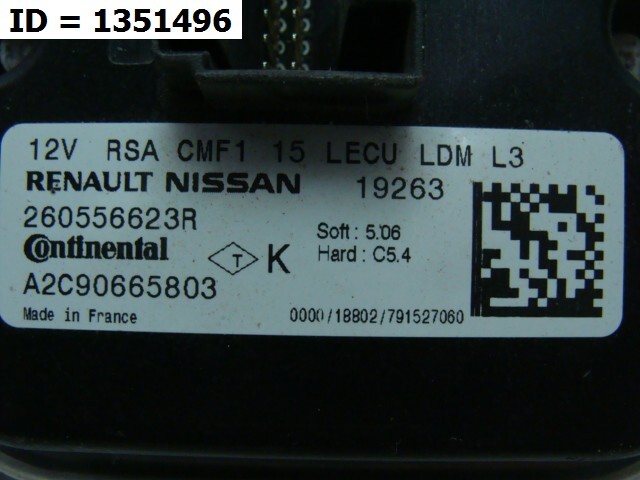 ID = 1351496
12V RSA CMF1 15 LECU LDM L3
RENAULT NISSAN 19263
260556623R
Soft : 5.06
Continental
T K
Hard : C5.4
A2C90665803
Made in France 0000/18802/791527060